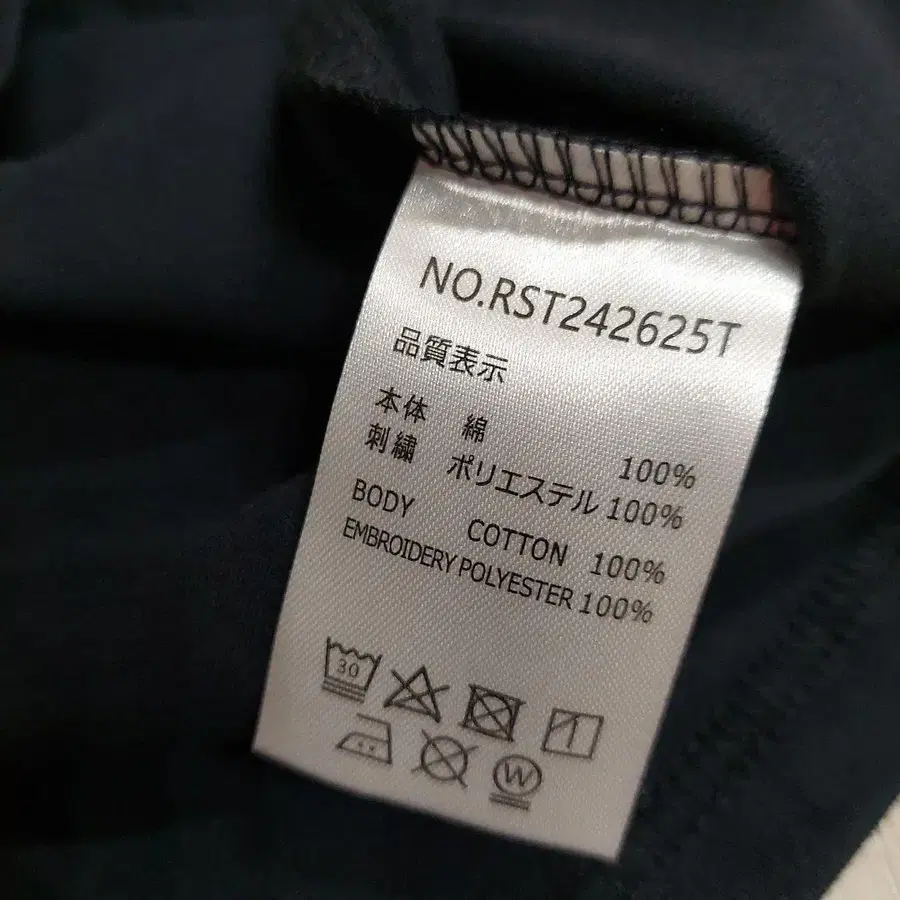 NO.RST242625T
品質表示
本体 綿 100%
刺繍 ポリエステル 100%
BODY COTTON 100%
EMBROIDERY POLYESTER 100%
30
W